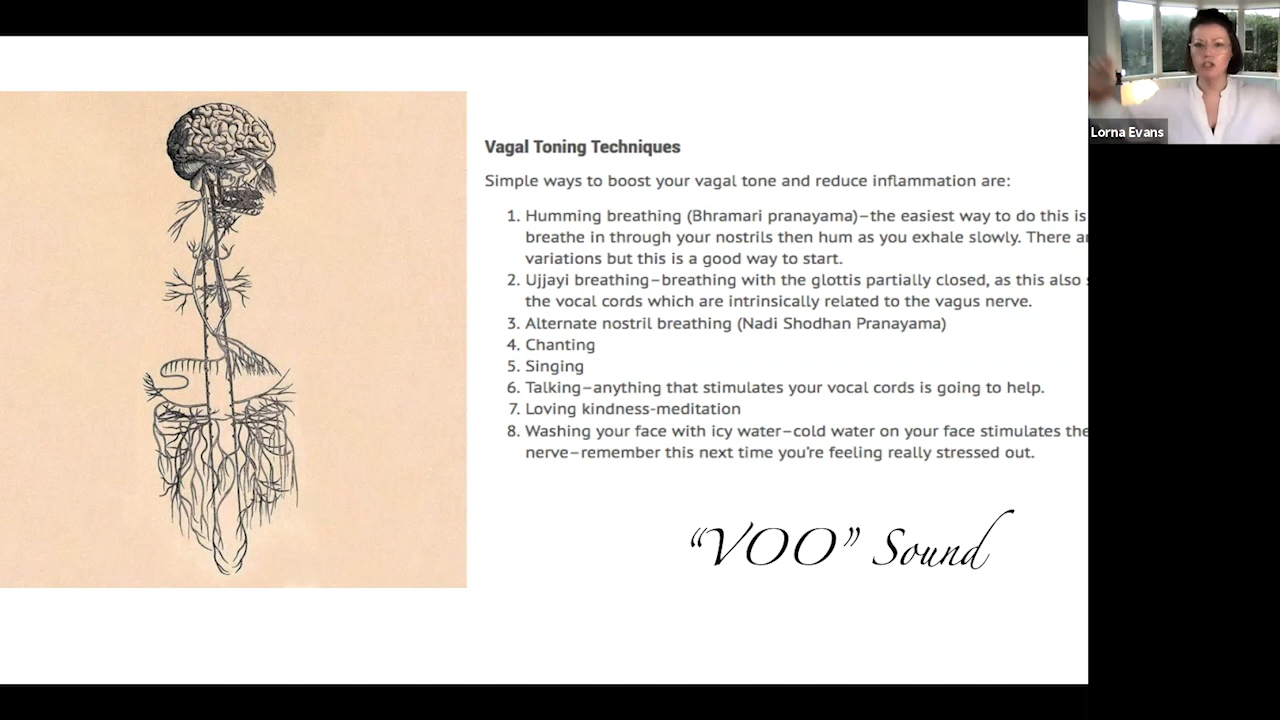 Vagal Toning Techniques
Simple ways to boost your vagal tone and reduce inflammation are:
1. Humming breathing (Bhramari pranayama)–the easiest way to do this is
breathe in through your nostrils then hum as you exhale slowly. There
variations but this is a good way to start.
2. Ujjayi breathing–breathing with the glottis partially closed, as this also
the vocal cords which are intrinsically related to the vagus nerve.
3. Alternate nostril breathing (Nadi Shodhan Pranayama)
4. Chanting
5. Singing
6. Talking–anything that stimulates your vocal cords is going to help.
7. Loving kindness-meditation
8. Washing your face with icy water–cold water on your face stimulates the
nerve–remember this next time you're feeling really stressed out.
“VOO” Sound
Lorna Evans